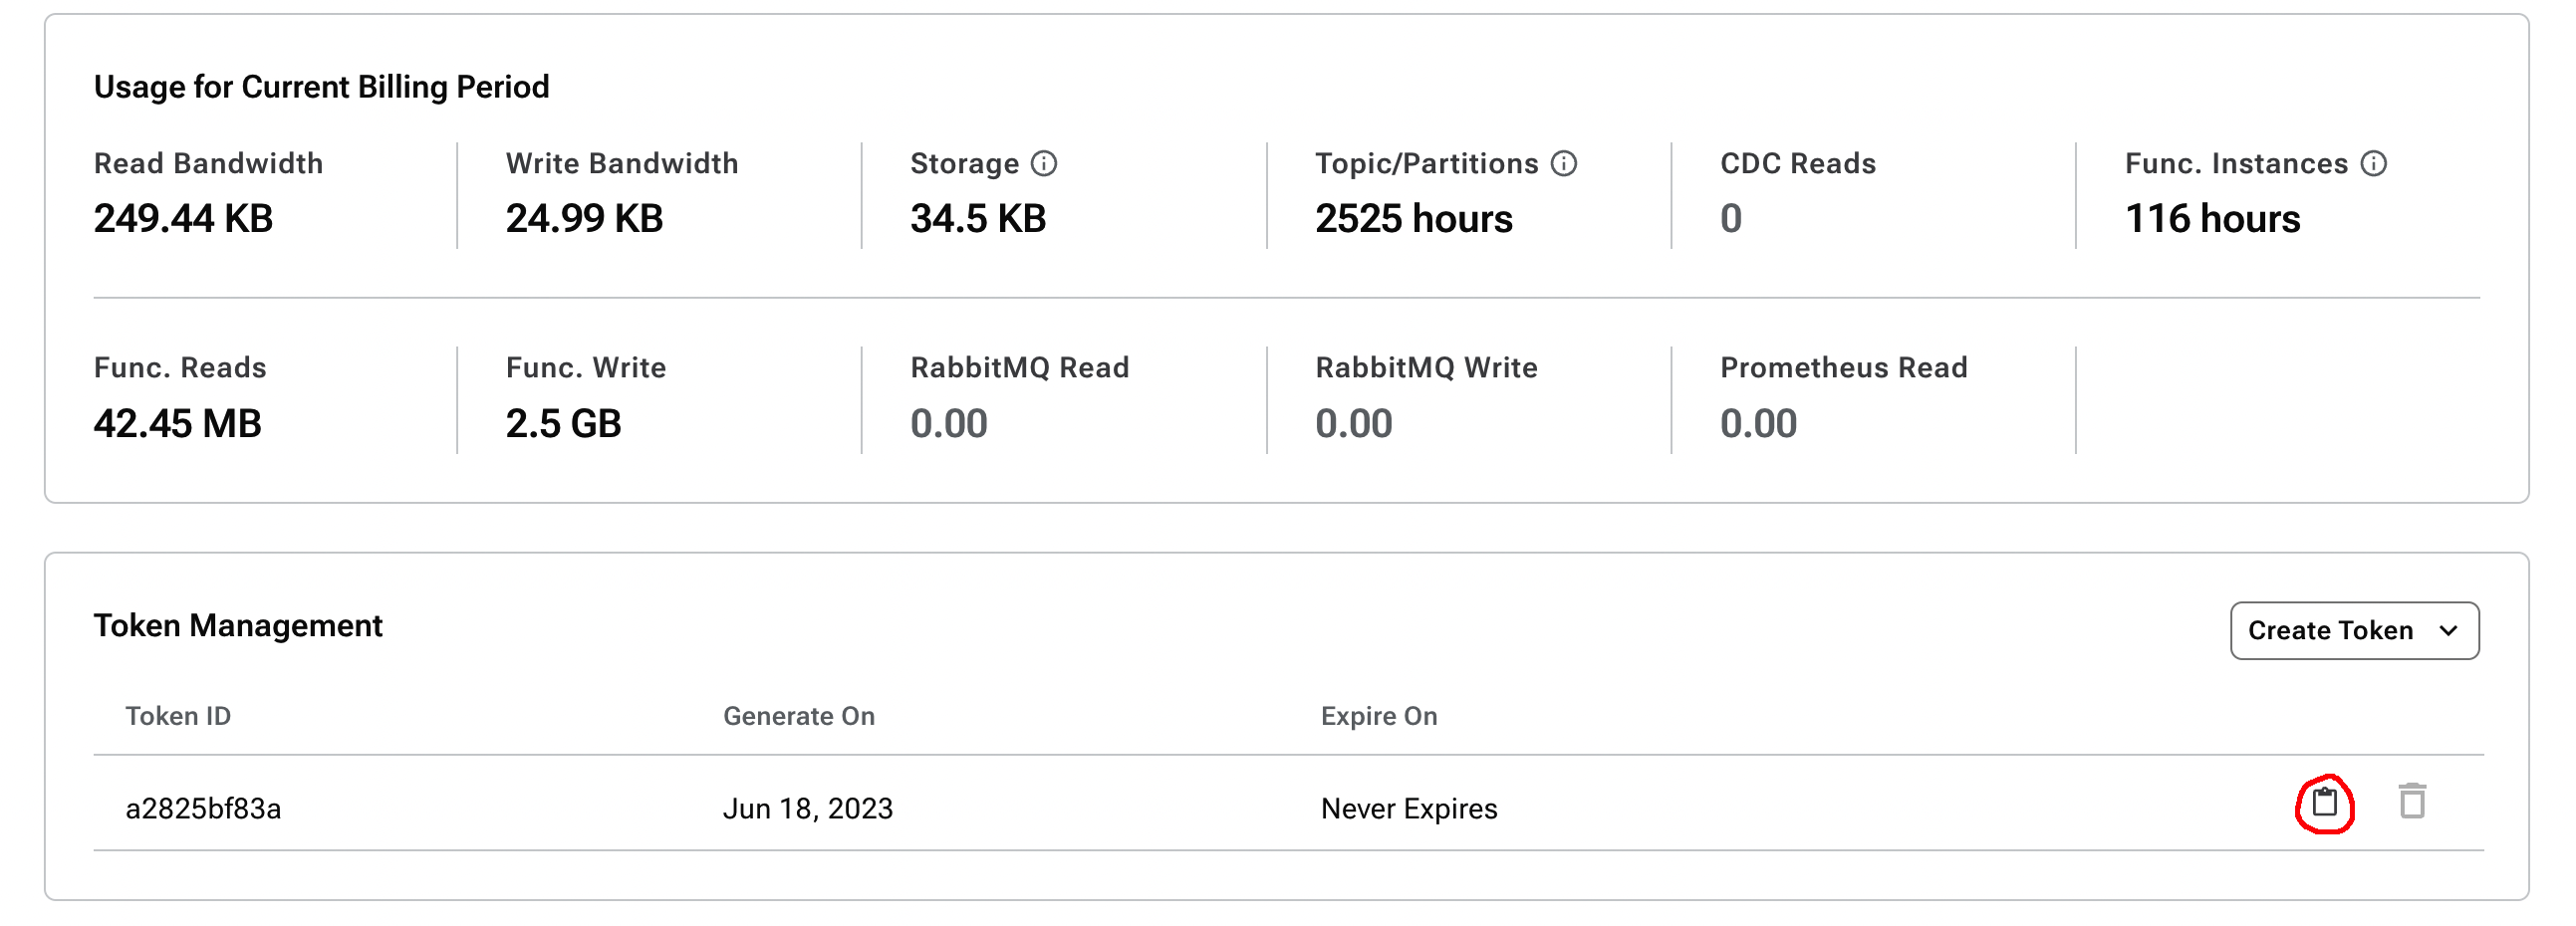 Usage for Current Billing Period
Read Bandwidth Write Bandwidth Storage Topic/Partitions CDC Reads Func. Instances
249.44 KB 24.99 KB 34.5 KB 2525 hours 0 116 hours
Func. Reads Func. Write RabbitMQ Read RabbitMQ Write Prometheus Read
42.45 MB 2.5 GB 0.00 0.00 0.00
Token Management Create Token
Token ID Generate On Expire On
a2825bf83a Jun 18, 2023 Never Expires